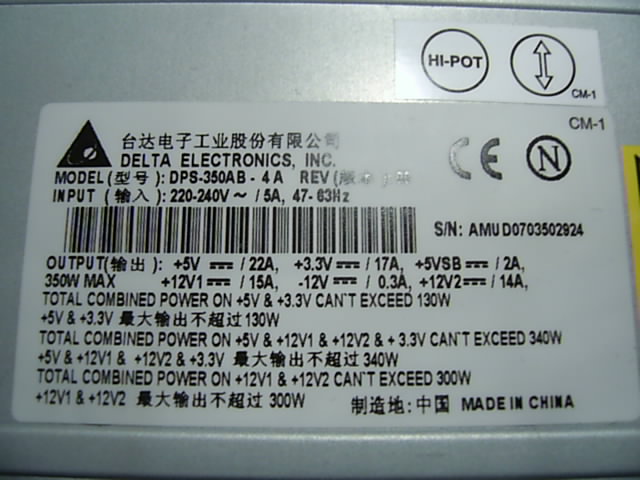 HI-POT
CM-1
CM-1
台达电子工业股份有限公司
DELTA ELECTRONICS, INC.
MODEL(型号): DPS-350AB - 4 A REV (版本):
INPUT (输入): 220-240V ~ / 5A, 47-63Hz
N
S/N: AMUD0703502924
OUTPUT(输出): +5V ⎓ / 22A, +3.3V ⎓ / 17A, +5VSB ⎓ / 2A,
350W MAX +12V1 ⎓ / 15A, -12V ⎓ / 0.3A, +12V2 ⎓ / 14A,
TOTAL COMBINED POWER ON +5V & +3.3V CAN`T EXCEED 130W
+5V & +3.3V 最大输出不超过130W
TOTAL COMBINED POWER ON +5V & +12V1 & +12V2 & + 3.3V CAN`T EXCEED 340W
+5V & +12V1 & +12V2 & +3.3V 最大输出不超过 340W
TOTAL COMBINED POWER ON +12V1 & +12V2 CAN`T EXCEED 300W
+12V1 & +12V2 最大输出不超过 300W
制造地: 中国 MADE IN CHINA